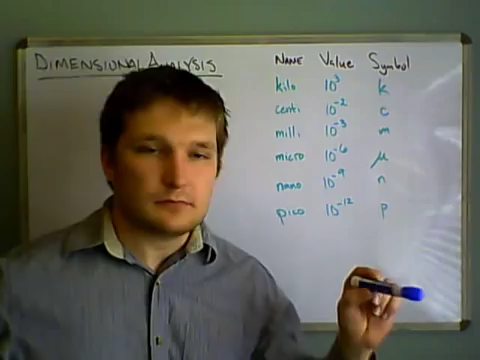 DIMENSIONAL ANALYSIS
NAME Value Symbol
kilo 10³ k
centi 10⁻² c
milli 10⁻³ m
micro 10⁻⁶ μ
nano 10⁻⁹ n
pico 10⁻¹² p